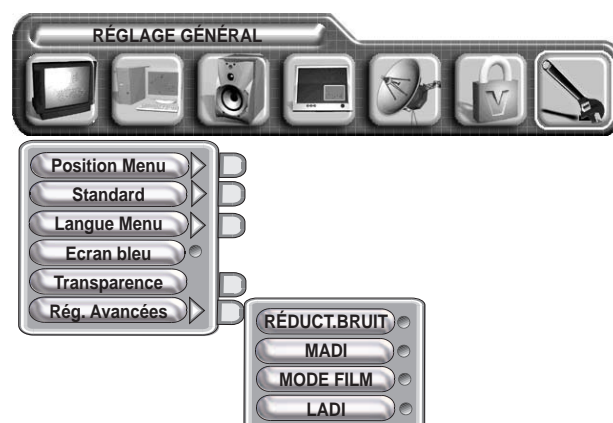 RÉGLAGE GÉNÉRAL
Position Menu
Standard
Langue Menu
Ecran bleu
Transparence
Rég. Avancées
RÉDUCT.BRUIT
MADI
MODE FILM
LADI